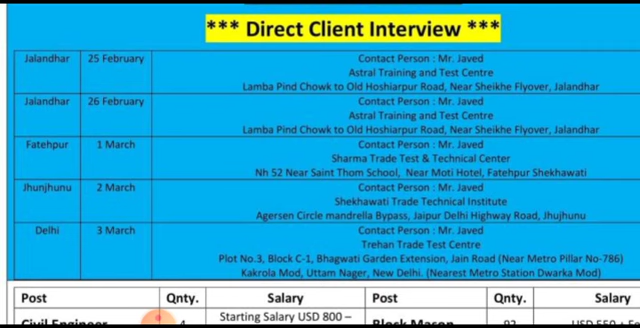 *** Direct Client Interview ***
Jalandhar 25 February Contact Person : Mr. Javed
Astral Training and Test Centre
Lamba Pind Chowk to Old Hoshiarpur Road, Near Sheikhe Flyover, Jalandhar
Jalandhar 26 February Contact Person : Mr. Javed
Astral Training and Test Centre
Lamba Pind Chowk to Old Hoshiarpur Road, Near Sheikhe Flyover, Jalandhar
Fatehpur 1 March Contact Person : Mr. Javed
Sharma Trade Test & Technical Center
Nh 52 Near Saint Thom School, Near Moti Hotel, Fatehpur Shekhawati
Jhunjhunu 2 March Contact Person : Mr. Javed
Shekhawati Trade Technical Institute
Agersen Circle mandrella Bypass, Jaipur Delhi Highway Road, Jhujhunu
Delhi 3 March Contact Person : Mr. Javed
Trehan Trade Test Centre
Plot No.3, Block C-1, Bhagwati Garden Extension, Jain Road (Near Metro Pillar No-786)
Kakrola Mod, Uttam Nagar, New Delhi. (Nearest Metro Station Dwarka Mod)
Post Qnty. Salary Post Qnty. Salary
Starting Salary USD 800 –
Civil Engineer 4 Block Mason